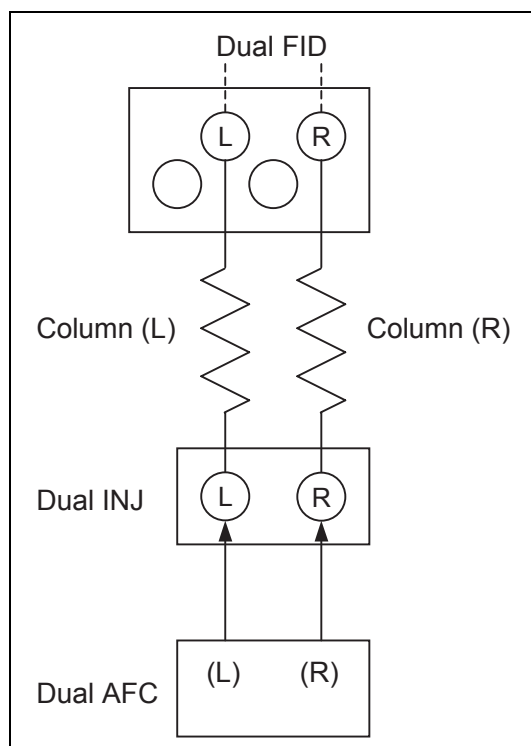 Dual FID
L R
Column (L) Column (R)
Dual INJ L R
(L) (R)
Dual AFC